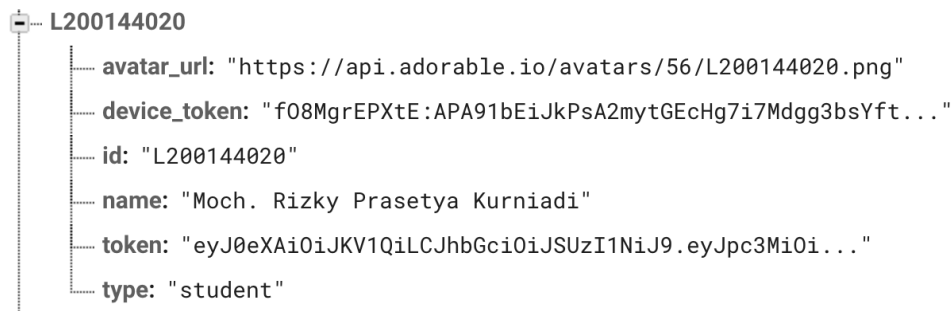 L200144020
avatar_url: "https://api.adorable.io/avatars/56/L200144020.png"
device_token: "fO8MgrEPXtE:APA91bEiJkPsA2mytGEcHg7i7Mdgg3bsYft..."
id: "L200144020"
name: "Moch. Rizky Prasetya Kurniadi"
token: "eyJ0eXAiOiJKV1QiLCJhbGciOiJSUzI1NiJ9.eyJpc3MiOi..."
type: "student"